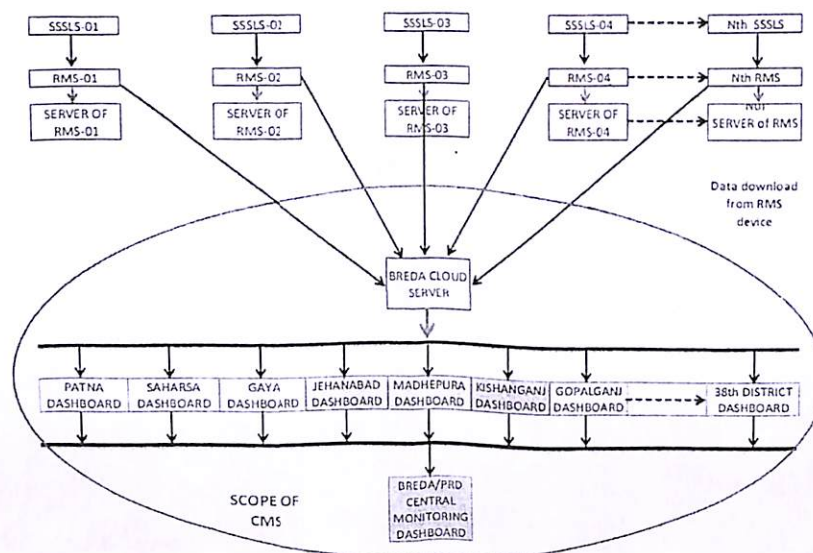 SSSLS-01
SSSLS-02
SSSLS-03
SSSLS-04
Nth SSSLS
RMS-01
RMS-02
RMS-03
RMS-04
Nth RMS
SERVER OF
RMS-01
SERVER OF
RMS-02
SERVER OF
RMS-03
SERVER OF
RMS-04
SERVER of RMS
Data download
from RMS
device
BREDA CLOUD
SERVER
PATNA
DASHBOARD
SAHARSA
DASHBOARD
GAYA
DASHBOARD
JEHANABAD
DASHBOARD
MADHEPURA
DASHBOARD
KISHANGANJ
DASHBOARD
GOPALGANJ
DASHBOARD
38th DISTRICT
DASHBOARD
SCOPE OF
CMS
BREDA/PRD
CENTRAL
MONITORING
DASHBOARD